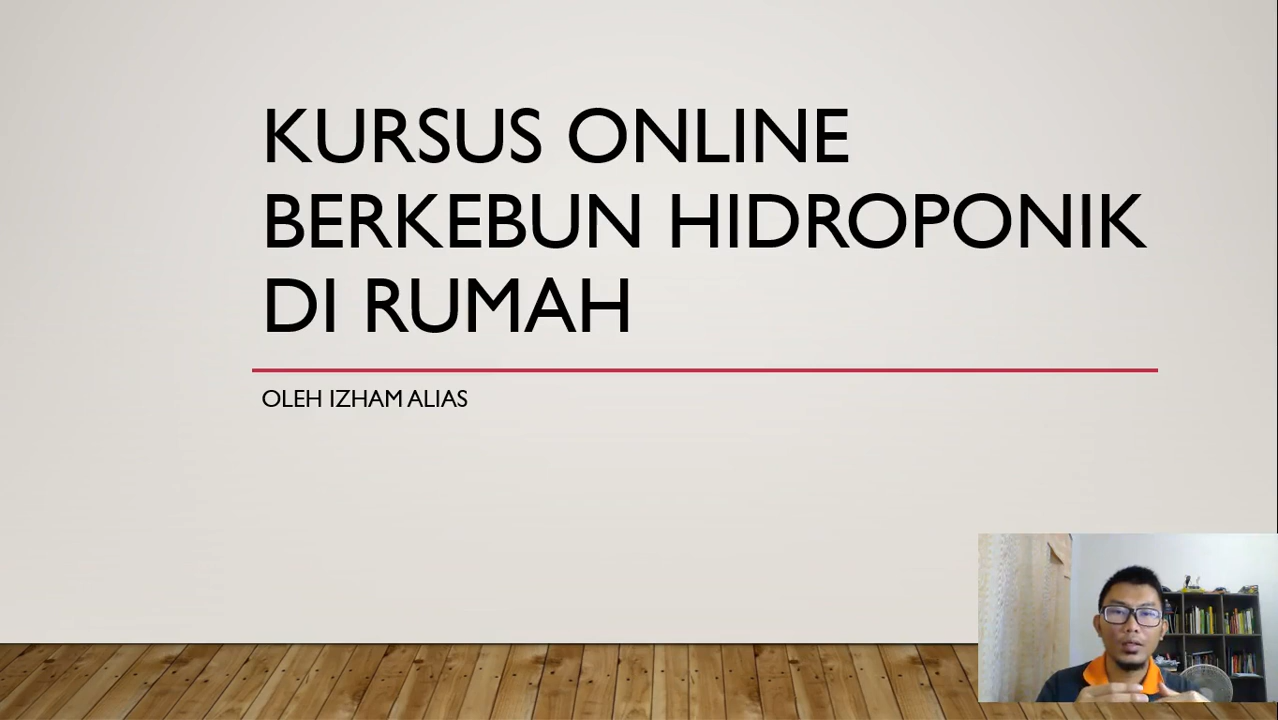 KURSUS ONLINE
BERKEBUN HIDROPONIK
DI RUMAH
OLEH IZHAM ALIAS